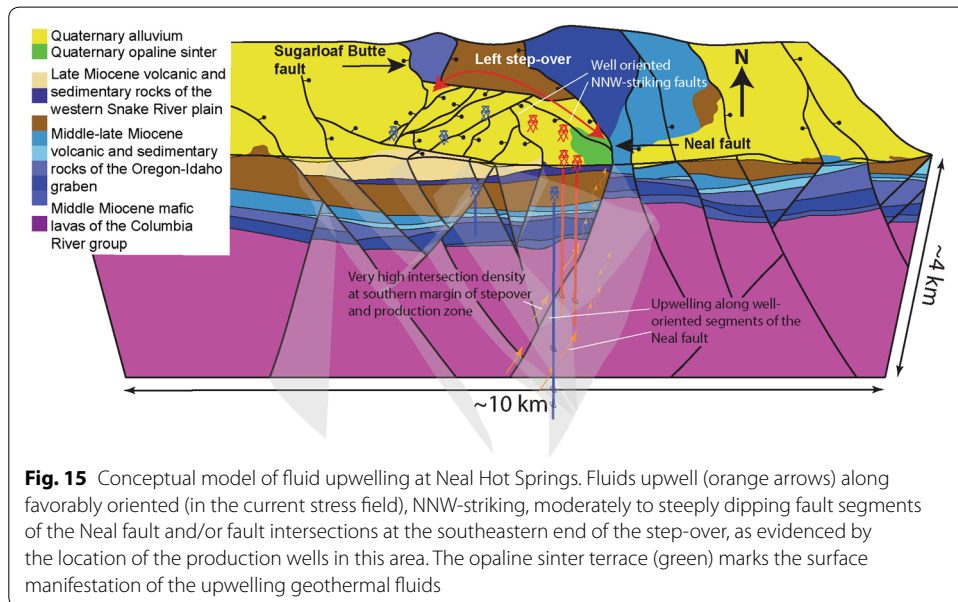 Quaternary alluvium
Quaternary opaline sinter
Late Miocene volcanic and
sedimentary rocks of the
western Snake River plain
Middle-late Miocene
volcanic and sedimentary
rocks of the Oregon-Idaho
graben
Middle Miocene mafic
lavas of the Columbia
River group
Sugarloaf Butte
fault
Left step-over
Well oriented
NNW-striking faults
N
Neal fault
Very high intersection density
at southern margin of stepover
and production zone
Upwelling along well-
oriented segments of the
Neal fault
~4 km
~10 km
Fig. 15 Conceptual model of fluid upwelling at Neal Hot Springs. Fluids upwell (orange arrows) along
favorably oriented (in the current stress field), NNW-striking, moderately to steeply dipping fault segments
of the Neal fault and/or fault intersections at the southeastern end of the step-over, as evidenced by
the location of the production wells in this area. The opaline sinter terrace (green) marks the surface
manifestation of the upwelling geothermal fluids